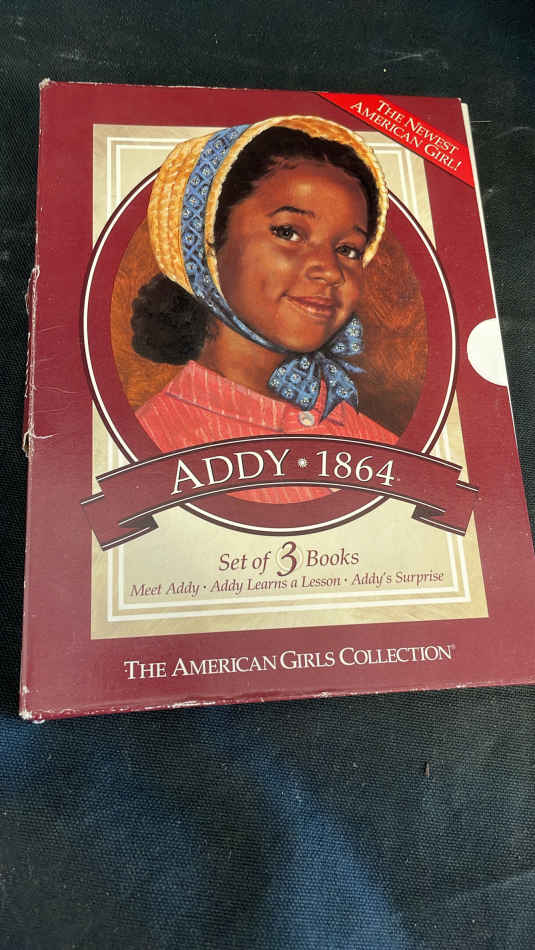 THE NEWEST
AMERICAN GIRL!
ADDY * 1864
Set of 3 Books
Meet Addy • Addy Learns a Lesson • Addy's Surprise
THE AMERICAN GIRLS COLLECTION®